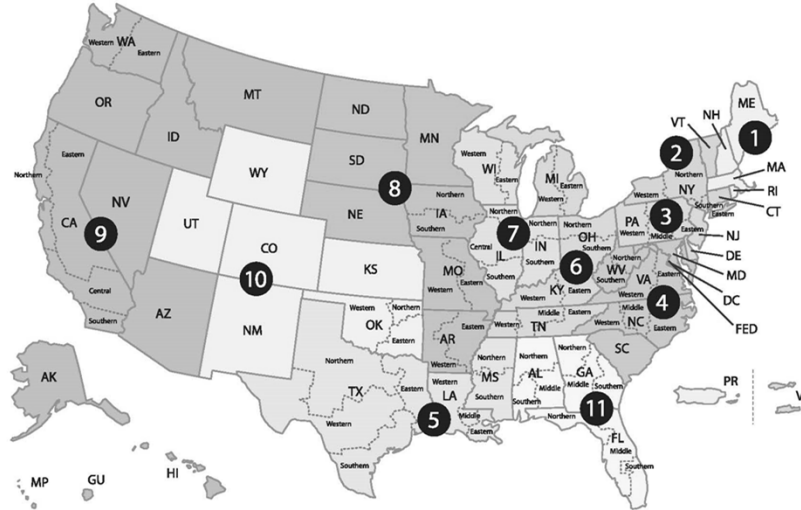 WA
Western
Eastern
OR
ID
MT
ND
MN
SD
WY
NE
8
Northern
Eastern
CA
NV
9
Central
Southern
UT
CO
10
KS
AZ
NM
Northern
IA
Southern
Western
WI
Eastern
MI
Western
Eastern
Northern
7
Central
IL
Southern
Northern
IN
Southern
Northern
OH
Southern
6
Western
MO
Eastern
KY
Western
Eastern
Western
Middle
Eastern
TN
Western
Northern
OK
Eastern
Eastern
AR
Western
Northern
TX
Eastern
Western
Southern
Western
LA
Middle
Eastern
5
Northern
MS
Southern
Northern
AL
Middle
Southern
Northern
GA
Middle
Southern
11
Northern
FL
Middle
Southern
SC
Western
Middle
NC
Eastern
4
Northern
WV
Southern
VA
Eastern
Western
Western
PA
Middle
Eastern
3
Northern
Western
NY
Southern
Eastern
2
VT
NH
ME
1
MA
RI
CT
NJ
DE
MD
DC
FED
PR
AK
HI
MP
GU